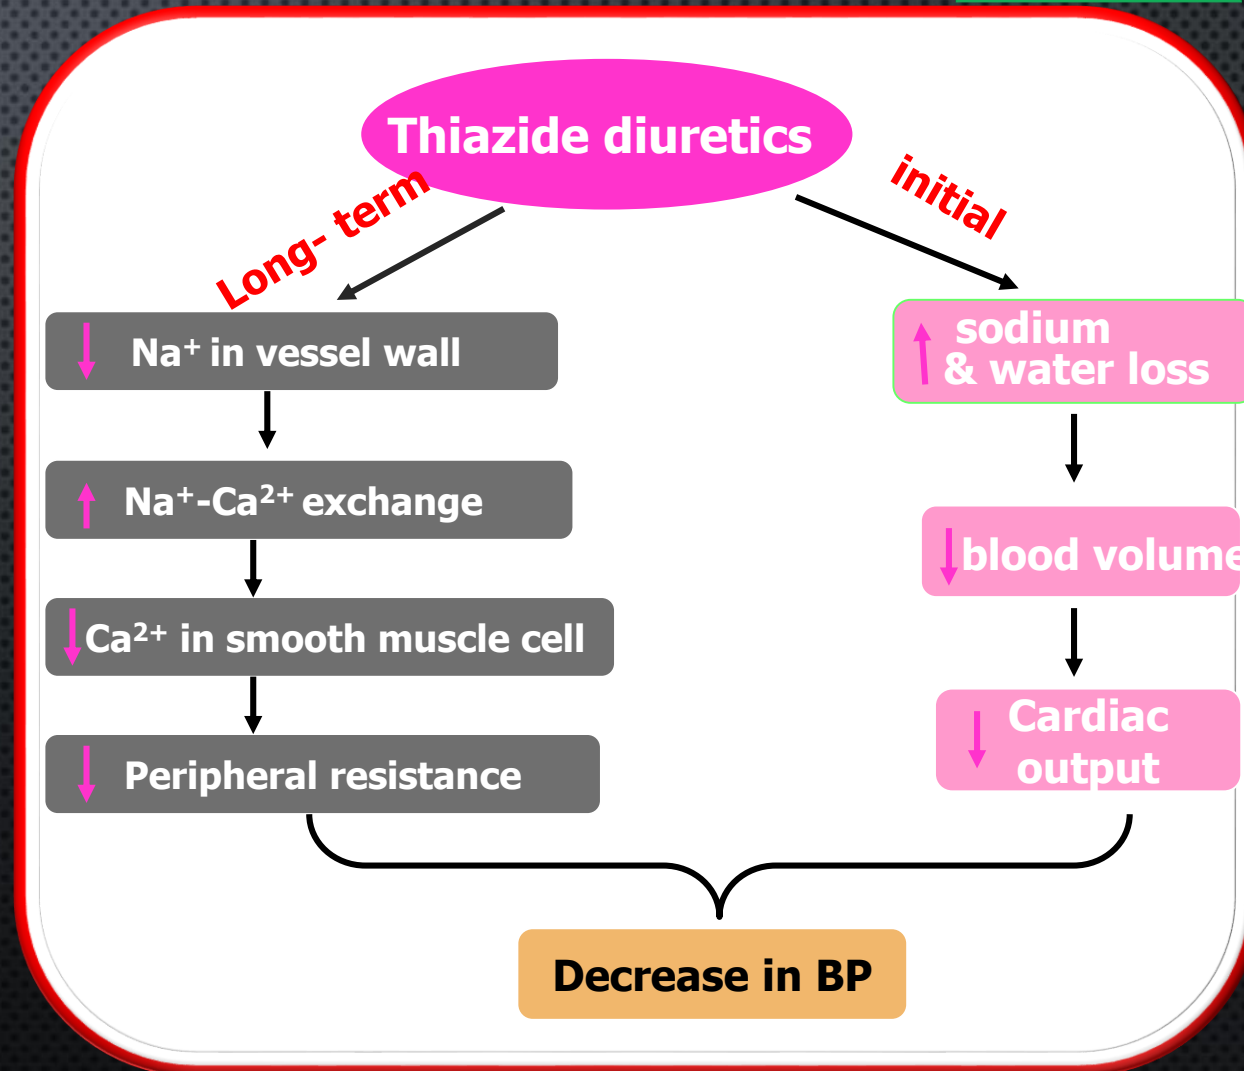 Thiazide diuretics
Long- term
initial
Na⁺ in vessel wall
Na⁺-Ca²⁺ exchange
Ca²⁺ in smooth muscle cell
Peripheral resistance
sodium
& water loss
blood volume
Cardiac
output
Decrease in BP